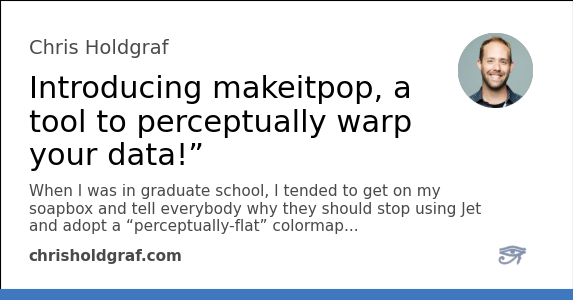 Chris Holdgraf
Introducing makeitpop, a
tool to perceptually warp
your data!”
When I was in graduate school, I tended to get on my
soapbox and tell everybody why they should stop using Jet
and adopt a “perceptually-flat” colormap...
chrisholdgraf.com